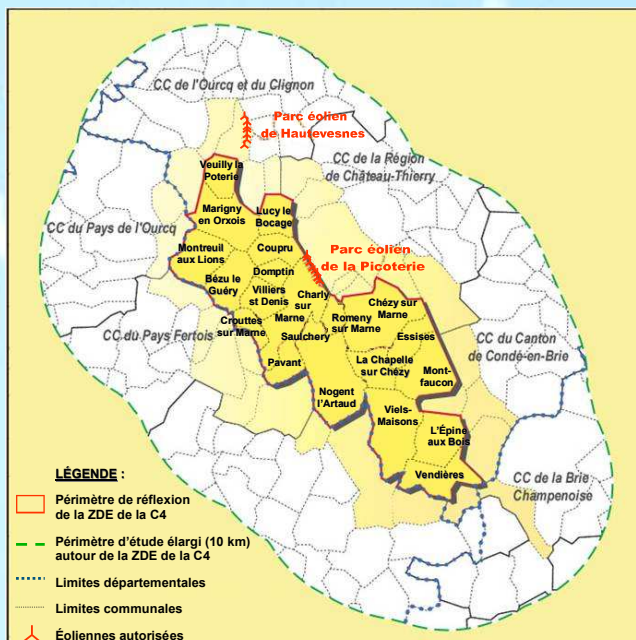 CC de l'Ourcq et du Clignon
Parc éolien
de Hautevesnes
CC de la Région
de Château-Thierry
Veuilly la
Poterie
Marigny
en Orxois
Lucy le
Bocage
CC du Pays de l'Ourcq
Montreuil
aux Lions
Coupru
Parc éolien
de la Picoterie
Domptin
Bézu le
Guéry
Villiers
st Denis
Charly
sur
Marne
Chézy sur
Marne
Romeny
sur Marne
Crouttes
sur Marne
Saulchery
Essises
CC du Pays Fertois
CC du Canton
de Condé-en-Brie
Pavant
La Chapelle
sur Chézy
Mont-
faucon
Nogent
l'Artaud
Viels-
Maisons
L'Épine
aux Bois
Vendières
CC de la Brie
Champenoise
LÉGENDE :
Périmètre de réflexion
de la ZDE de la C4
Périmètre d'étude élargi (10 km)
autour de la ZDE de la C4
Limites départementales
Limites communales
Éoliennes autorisées